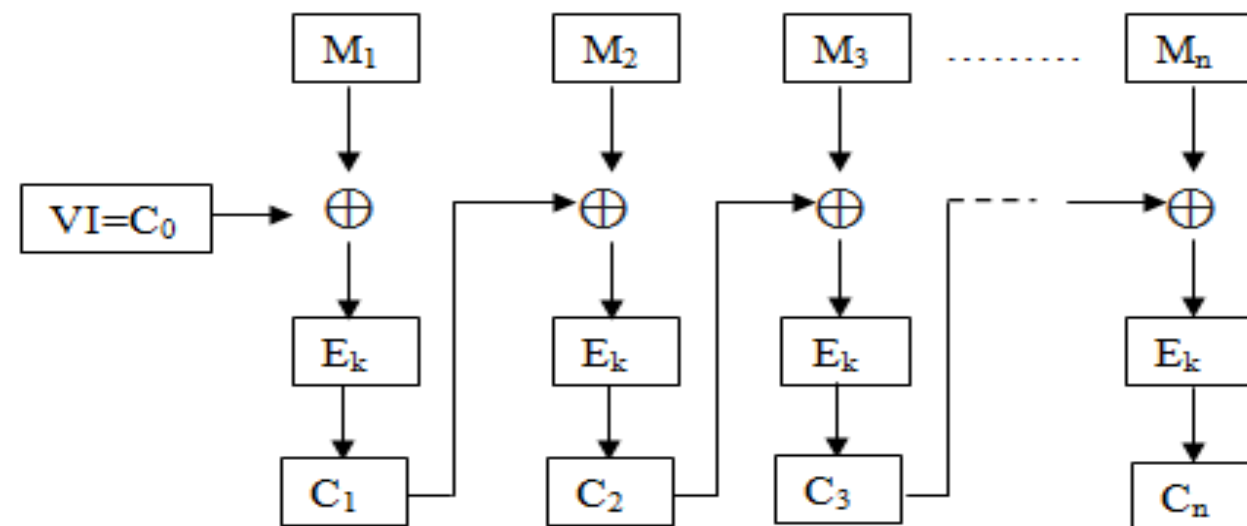 M₁ M₂ M₃ ........... Mₙ
VI=C₀
Eₖ Eₖ Eₖ Eₖ
C₁ C₂ C₃ Cₙ